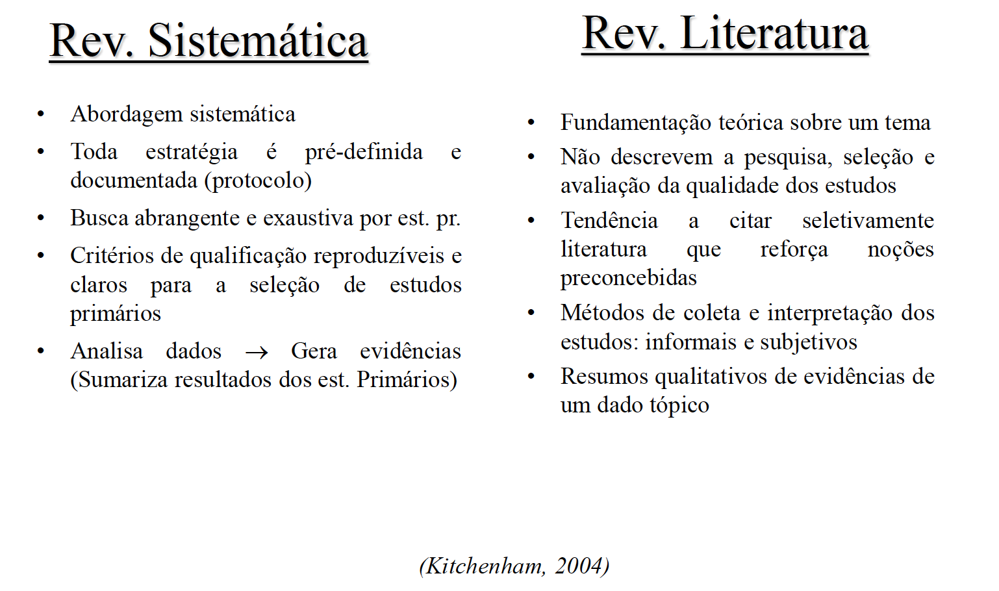 Rev. Sistemática
• Abordagem sistemática
• Toda estratégia é pré-definida e
documentada (protocolo)
• Busca abrangente e exaustiva por est. pr.
• Critérios de qualificação reproduzíveis e
claros para a seleção de estudos
primários
• Analisa dados → Gera evidências
(Sumariza resultados dos est. Primários)
Rev. Literatura
• Fundamentação teórica sobre um tema
• Não descrevem a pesquisa, seleção e
avaliação da qualidade dos estudos
• Tendência a citar seletivamente
literatura que reforça noções
preconcebidas
• Métodos de coleta e interpretação dos
estudos: informais e subjetivos
• Resumos qualitativos de evidências de
um dado tópico
(Kitchenham, 2004)